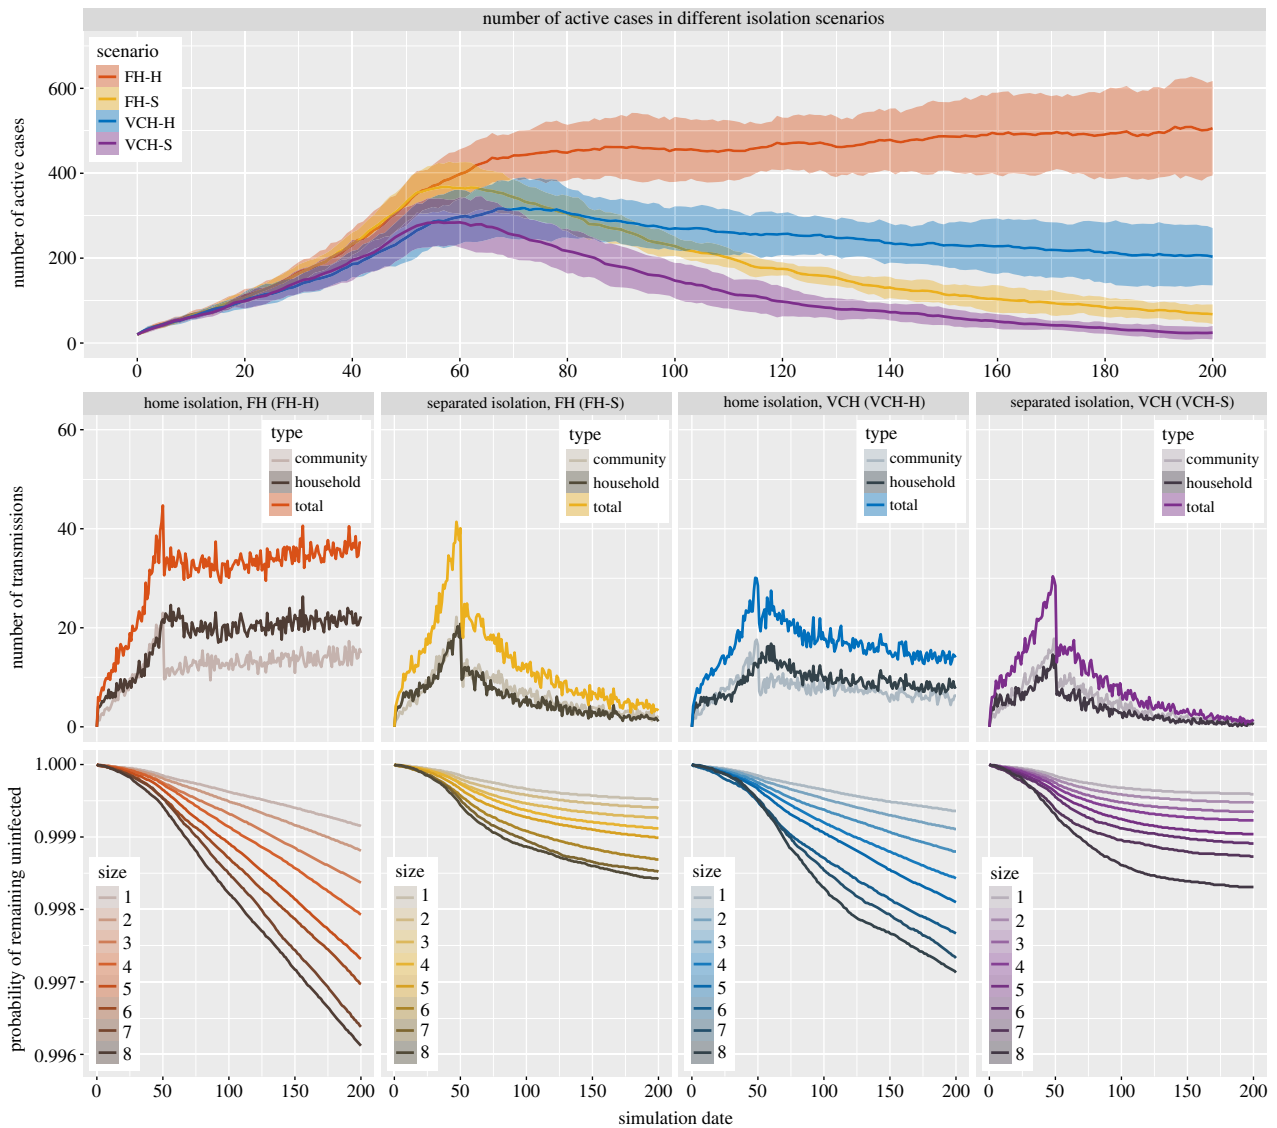 number of active cases in different isolation scenarios
scenario
FH-H
FH-S
VCH-H
VCH-S
number of active cases
600
400
200
0
0 20 40 60 80 100 120 140 160 180 200
home isolation, FH (FH-H)
separated isolation, FH (FH-S)
home isolation, VCH (VCH-H)
separated isolation, VCH (VCH-S)
number of transmissions
60
40
20
0
type
community
household
total
type
community
household
total
type
community
household
total
type
community
household
total
probability of remaining uninfected
1.000
0.999
0.998
0.997
0.996
size
1
2
3
4
5
6
7
8
size
1
2
3
4
5
6
7
8
size
1
2
3
4
5
6
7
8
size
1
2
3
4
5
6
7
8
0 50 100 150 200
0 50 100 150 200
0 50 100 150 200
0 50 100 150 200
simulation date